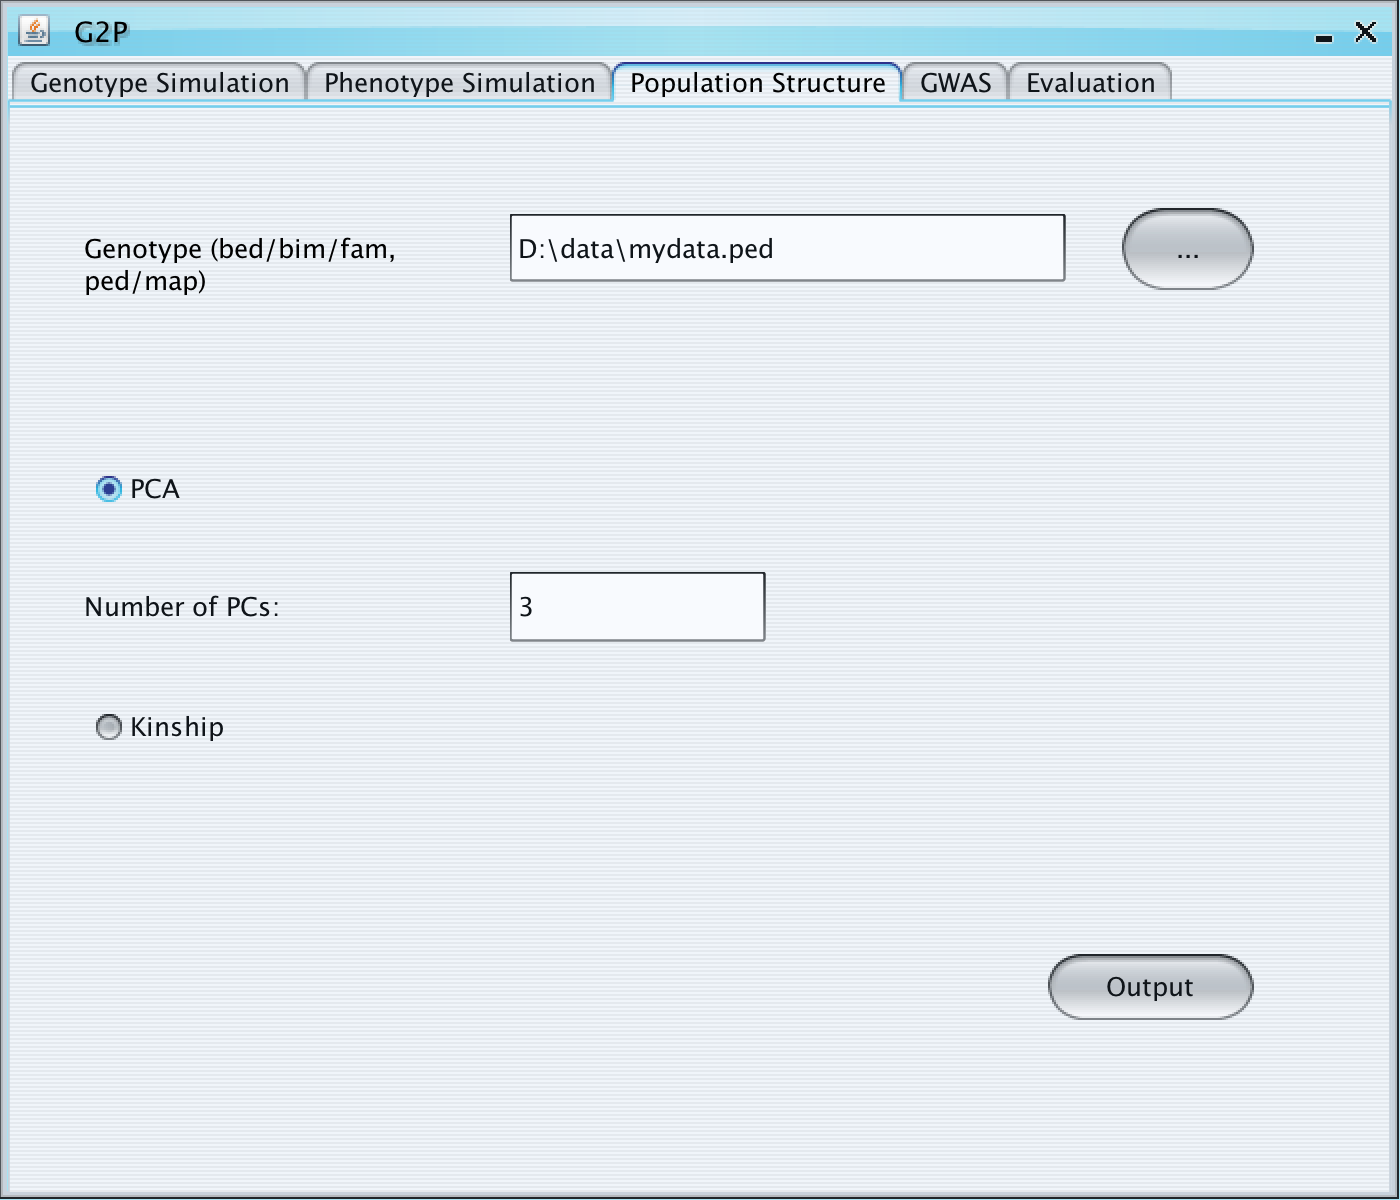 G2P
Genotype Simulation Phenotype Simulation Population Structure GWAS Evaluation
Genotype (bed/bim/fam,
ped/map)
D:\data\mydata.ped
...
PCA
Number of PCs:
3
Kinship
Output